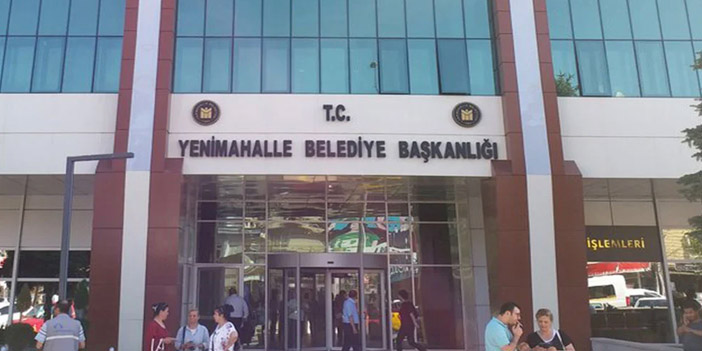 T.C.
YENİMAHALLE BELEDİYE BAŞKANLIĞI
İŞLEMLERİ